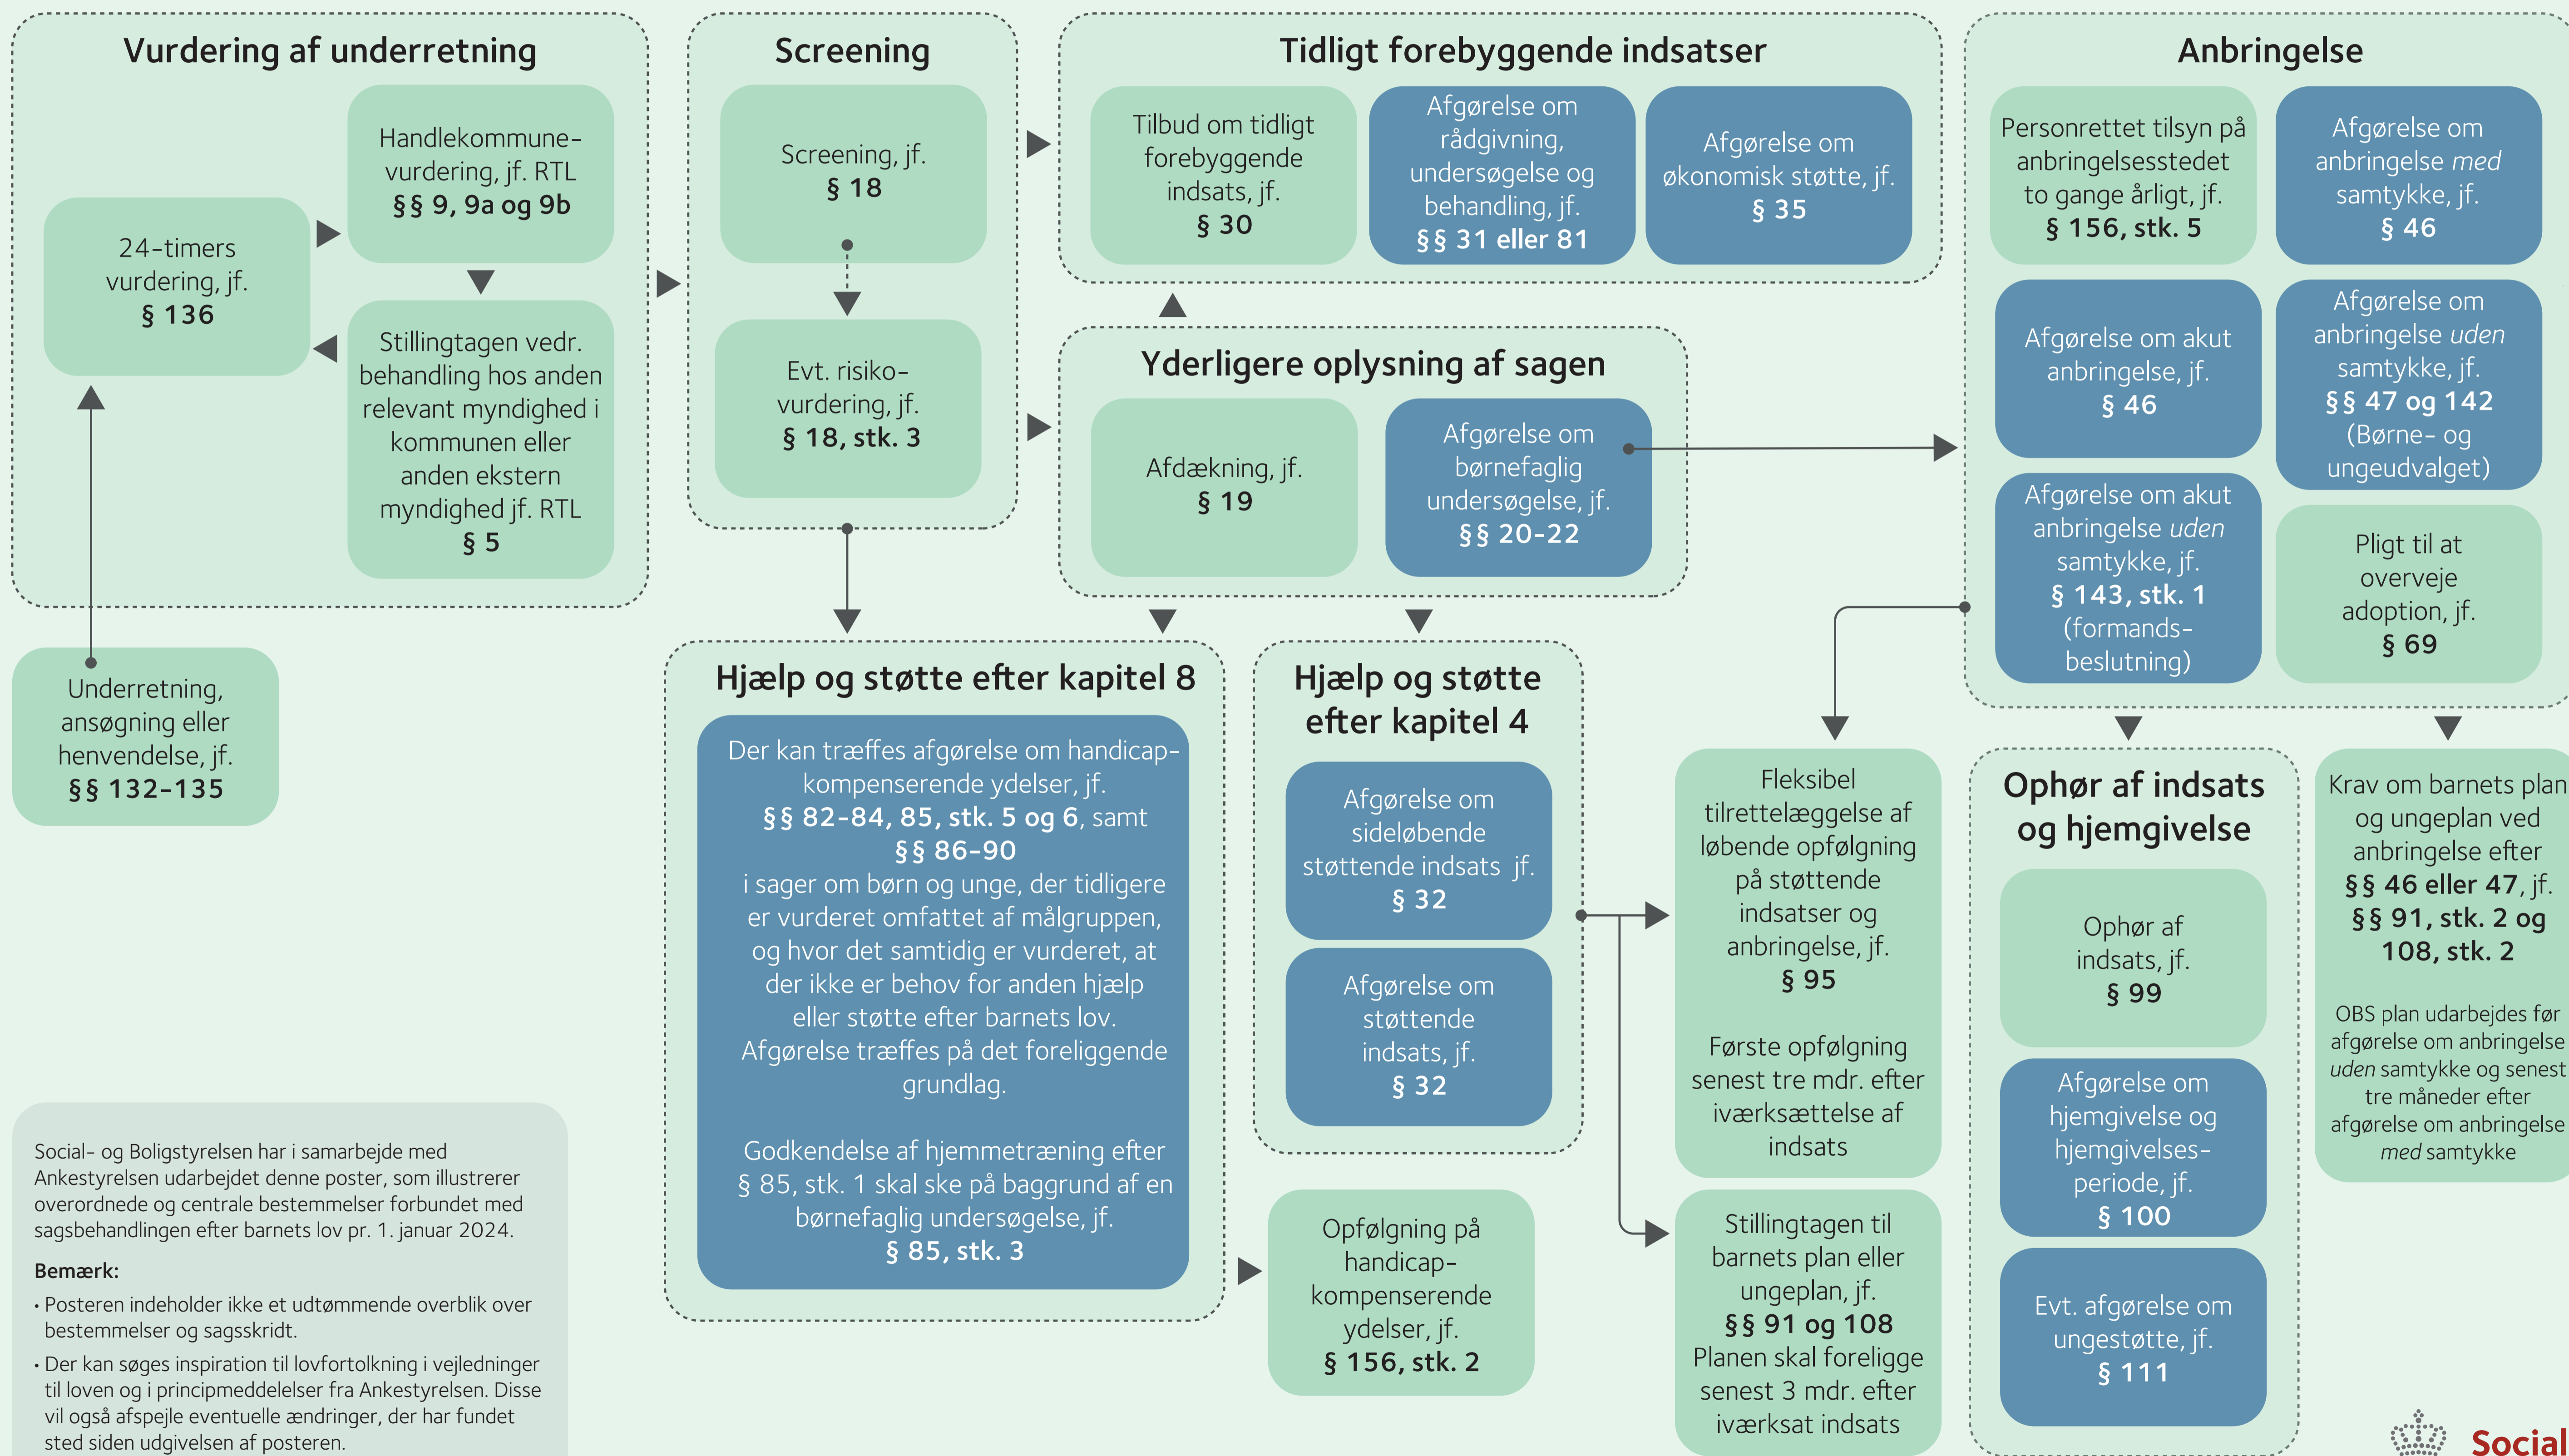 Vurdering af underretning
24-timers
vurdering, jf.
§ 136
Handlekommune-
vurdering, jf. RTL
§§ 9, 9a og 9b
Stillingtagen vedr.
behandling hos anden
relevant myndighed i
kommunen eller
anden ekstern
myndighed jf. RTL
§ 5
Underretning,
ansøgning eller
henvendelse, jf.
§§ 132-135
Screening
Screening, jf.
§ 18
Evt. risiko-
vurdering, jf.
§ 18, stk. 3
Tidligt forebyggende indsatser
Tilbud om tidligt
forebyggende
indsats, jf.
§ 30
Afgørelse om
rådgivning,
undersøgelse og
behandling, jf.
§§ 31 eller 81
Afgørelse om
økonomisk støtte, jf.
§ 35
Yderligere oplysning af sagen
Afdækning, jf.
§ 19
Afgørelse om
børnefaglig
undersøgelse, jf.
§§ 20-22
Anbringelse
Personrettet tilsyn på
anbringelsesstedet
to gange årligt, jf.
§ 156, stk. 5
Afgørelse om
anbringelse med
samtykke, jf.
§ 46
Afgørelse om akut
anbringelse, jf.
§ 46
Afgørelse om
anbringelse uden
samtykke, jf.
§§ 47 og 142
(Børne- og
ungeudvalget)
Afgørelse om akut
anbringelse uden
samtykke, jf.
§ 143, stk. 1
(formands-
beslutning)
Pligt til at
overveje
adoption, jf.
§ 69
Hjælp og støtte efter kapitel 8
Der kan træffes afgørelse om handicap-
kompenserende ydelser, jf.
§§ 82-84, 85, stk. 5 og 6, samt
§§ 86-90
i sager om børn og unge, der tidligere
er vurderet omfattet af målgruppen,
og hvor det samtidig er vurderet, at
der ikke er behov for anden hjælp
eller støtte efter barnets lov.
Afgørelse træffes på det foreliggende
grundlag.
Godkendelse af hjemmetræning efter
§ 85, stk. 1 skal ske på baggrund af en
børnefaglig undersøgelse, jf.
§ 85, stk. 3
Hjælp og støtte
efter kapitel 4
Afgørelse om
sideløbende
støttende indsats jf.
§ 32
Afgørelse om
støttende
indsats, jf.
§ 32
Opfølgning på
handicap-
kompenserende
ydelser, jf.
§ 156, stk. 2
Fleksibel
tilrettelæggelse af
løbende opfølgning
på støttende
indsatser og
anbringelse, jf.
§ 95
Første opfølgning
senest tre mdr. efter
iværksættelse af
indsats
Stillingtagen til
barnets plan eller
ungeplan, jf.
§§ 91 og 108
Planen skal foreligge
senest 3 mdr. efter
iværksat indsats
Ophør af indsats
og hjemgivelse
Ophør af
indsats, jf.
§ 99
Afgørelse om
hjemgivelse og
hjemgivelses-
periode, jf.
§ 100
Evt. afgørelse om
ungestøtte, jf.
§ 111
Krav om barnets plan
og ungeplan ved
anbringelse efter
§§ 46 eller 47, jf.
§§ 91, stk. 2 og
108, stk. 2
OBS plan udarbejdes før
afgørelse om anbringelse
uden samtykke og senest
tre måneder efter
afgørelse om anbringelse
med samtykke
Social- og Boligstyrelsen har i samarbejde med
Ankestyrelsen udarbejdet denne poster, som illustrerer
overordnede og centrale bestemmelser forbundet med
sagsbehandlingen efter barnets lov pr. 1. januar 2024.
Bemærk:
• Posteren indeholder ikke et udtømmende overblik over
bestemmelser og sagsskridt.
• Der kan søges inspiration til lovfortolkning i vejledninger
til loven og i principmeddelelser fra Ankestyrelsen. Disse
vil også afspejle eventuelle ændringer, der har fundet
sted siden udgivelsen af posteren.
Social